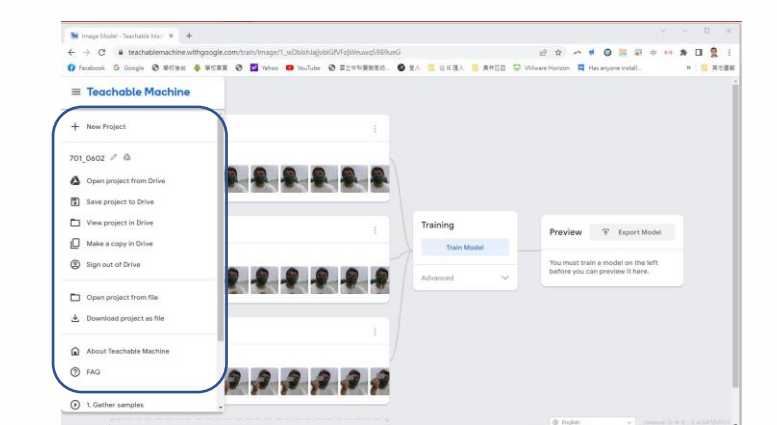 Image Model - Teachable Mac
teachablemachine.withgoogle.com/train/image/1_wDbishJajjvbIGfVFzjWeuwqS989ueG
Facebook
Google
Yahoo
YouTube
VMware Horizon
Has anyone install...
Teachable Machine
New Project
701_0602
Open project from Drive
Save project to Drive
View project in Drive
Make a copy in Drive
Sign out of Drive
Open project from file
Download project as file
About Teachable Machine
FAQ
1. Gather samples
Training
Train Model
Advanced
Preview
Export Model
You must train a model on the left
before you can preview it here.
English